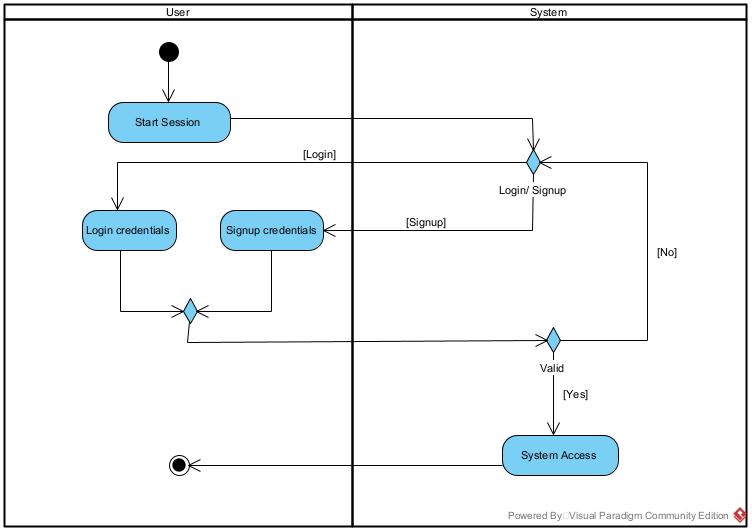 User
System
Start Session
[Login]
Login/ Signup
Login credentials
Signup credentials
[Signup]
[No]
Valid
[Yes]
System Access
Powered By Visual Paradigm Community Edition